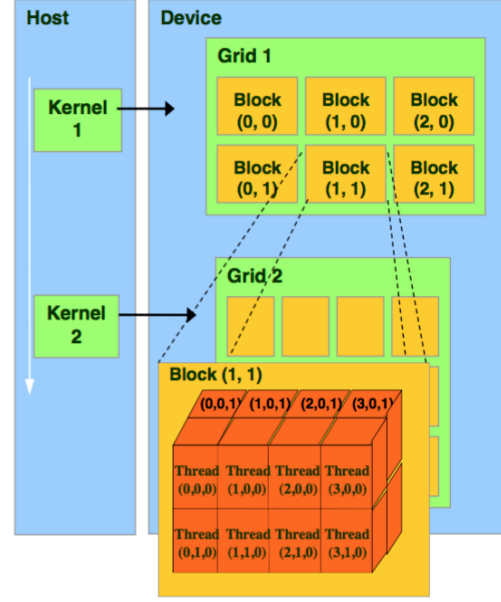 Host
Device
Grid 1
Kernel
1
Block
(0, 0)
Block
(1, 0)
Block
(2, 0)
Block
(0, 1)
Block
(1, 1)
Block
(2, 1)
Grid 2
Kernel
2
Block (1, 1)
(0,0,1) (1,0,1) (2,0,1) (3,0,1)
Thread
(0,0,0)
Thread
(1,0,0)
Thread
(2,0,0)
Thread
(3,0,0)
Thread
(0,1,0)
Thread
(1,1,0)
Thread
(2,1,0)
Thread
(3,1,0)